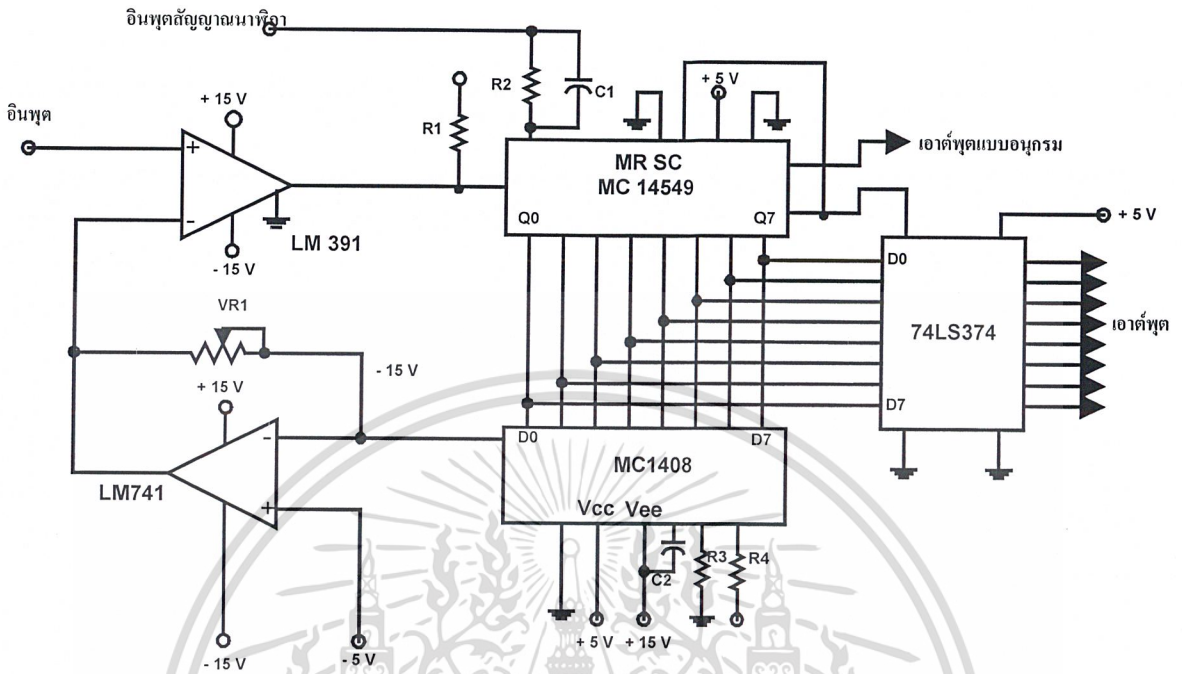 อินพุตสัญญาณนาฬิกา
อินพุต
+ 15 V
- 15 V
LM 391
R1
R2
C1
+ 5 V
MR SC
MC 14549
Q0
Q7
เอาต์พุตแบบอนุกรม
+ 5 V
D0
74LS374
D7
เอาต์พุต
VR1
- 15 V
+ 15 V
LM741
- 15 V
- 5 V
D0
D7
MC1408
Vcc
Vee
C2
R3
R4
+ 5 V
+ 15 V